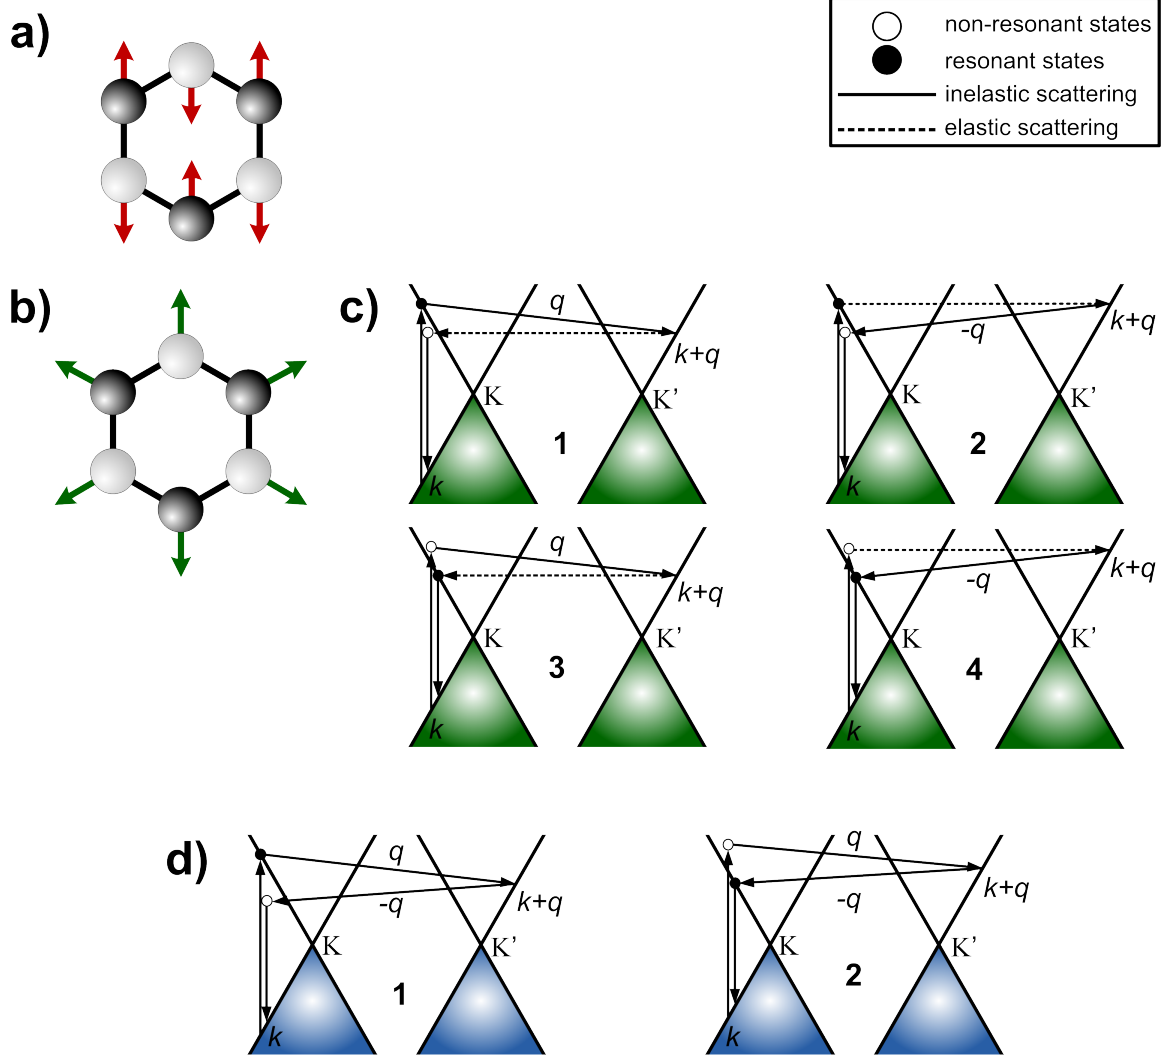 a)
non-resonant states
resonant states
inelastic scattering
elastic scattering
b)
c)
q
k+q
K
K’
1
k
-q
k+q
K
K’
2
k
q
k+q
K
K’
3
k
-q
k+q
K
K’
4
k
d)
q
-q
k+q
K
K’
1
k
q
-q
k+q
K
K’
2
k